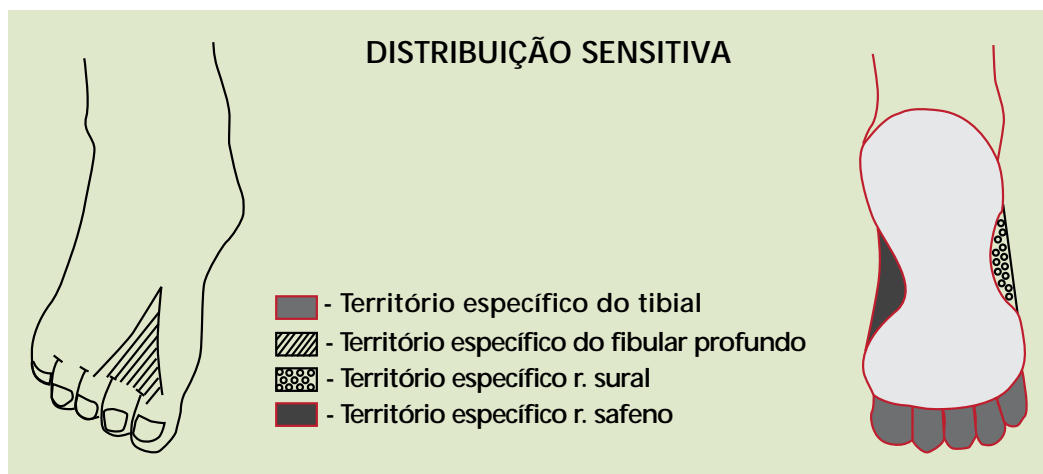 DISTRIBUIÇÃO SENSITIVA
- Território específico do tibial
- Território específico do fibular profundo
- Território específico r. sural
- Território específico r. safeno